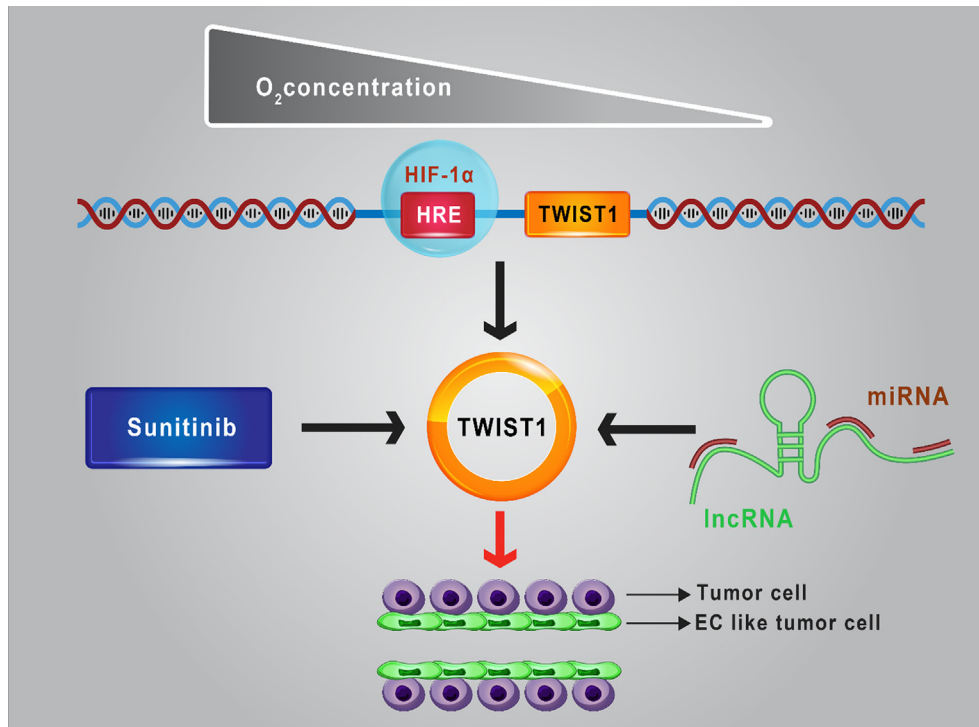 O₂concentration
HIF-1α
HRE
TWIST1
Sunitinib
TWIST1
miRNA
lncRNA
Tumor cell
EC like tumor cell